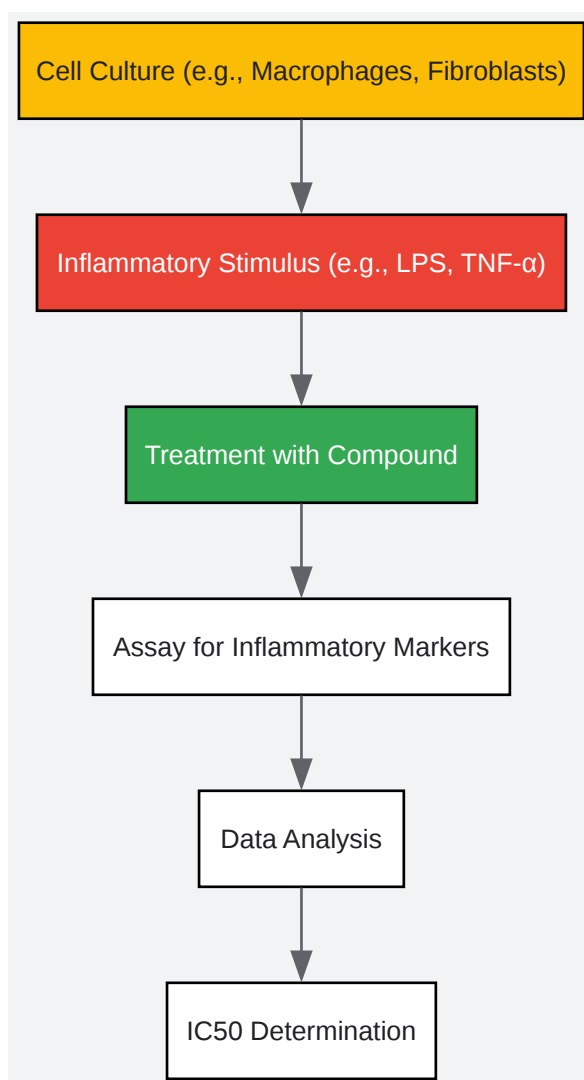 Cell Culture (e.g., Macrophages, Fibroblasts)
Inflammatory Stimulus (e.g., LPS, TNF-α)
Treatment with Compound
Assay for Inflammatory Markers
Data Analysis
IC50 Determination